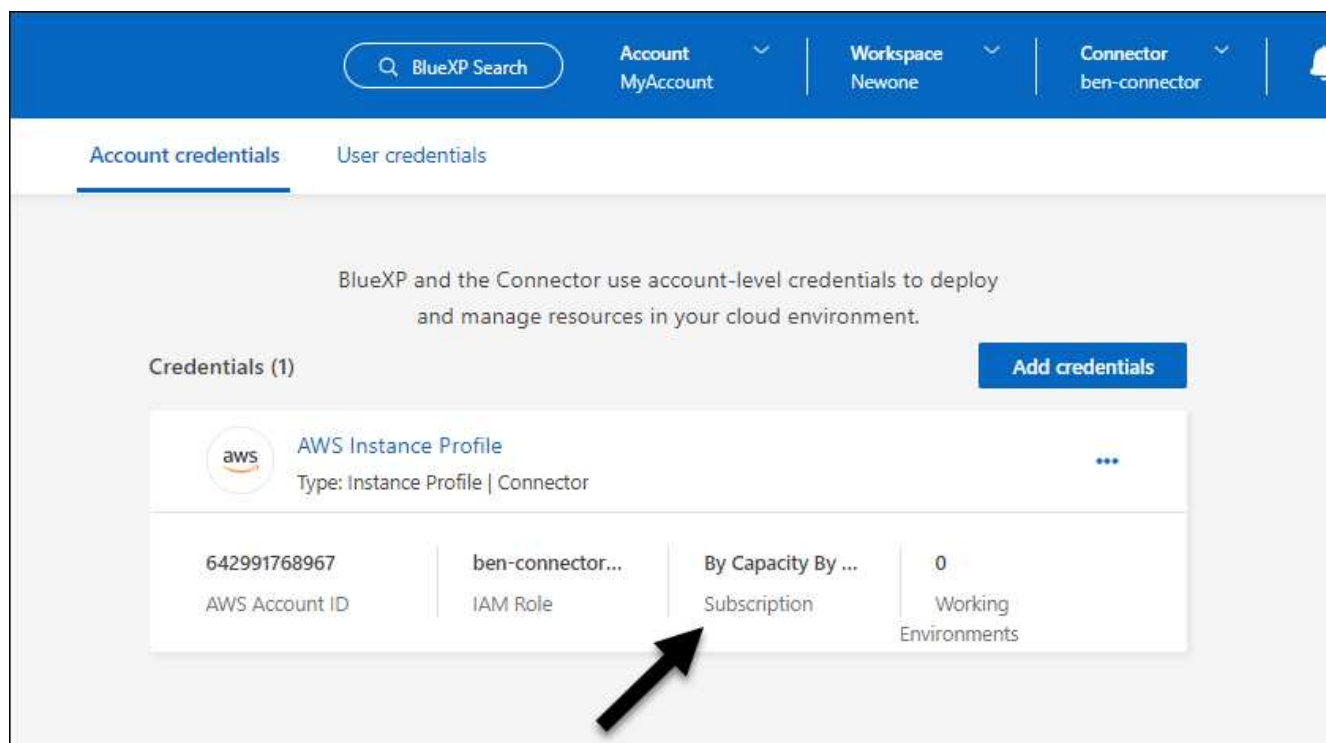 BlueXP Search
Account
MyAccount
Workspace
Newone
Connector
ben-connector
Account credentials
User credentials
BlueXP and the Connector use account-level credentials to deploy
and manage resources in your cloud environment.
Credentials (1)
Add credentials
aws
AWS Instance Profile
Type: Instance Profile | Connector
642991768967
AWS Account ID
ben-connector...
IAM Role
By Capacity By ...
Subscription
0
Working
Environments